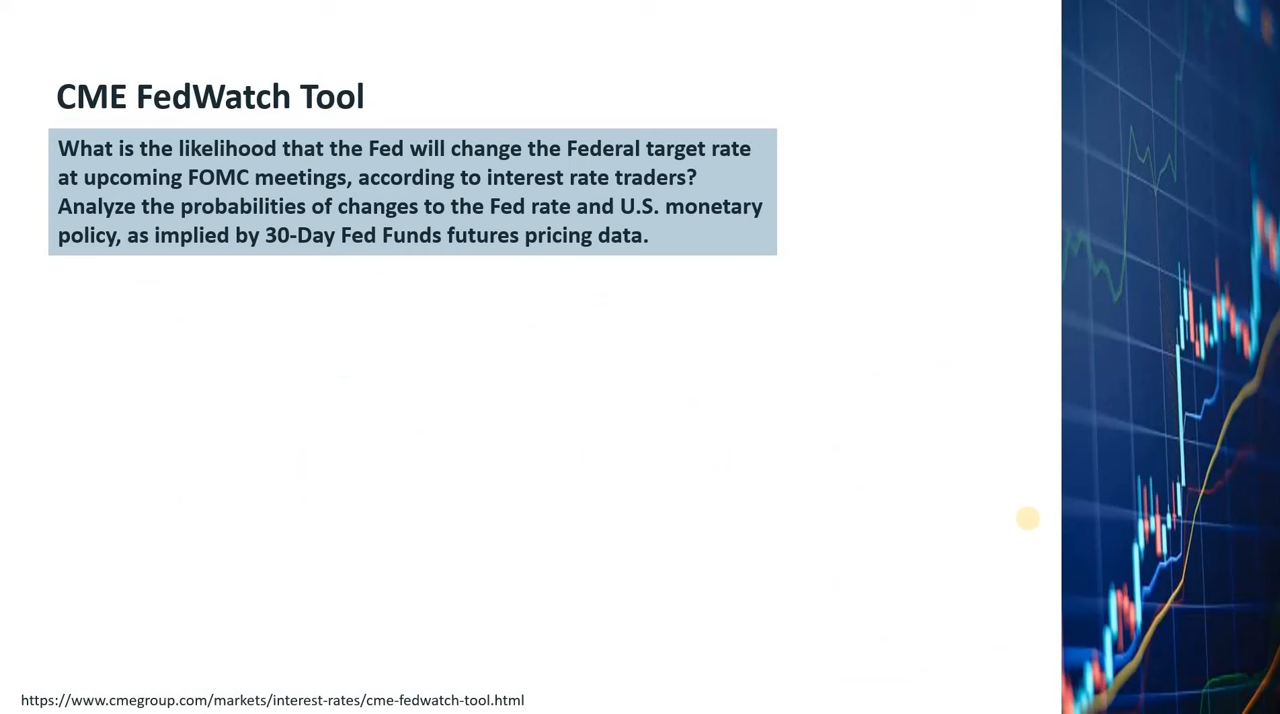 CME FedWatch Tool
What is the likelihood that the Fed will change the Federal target rate
at upcoming FOMC meetings, according to interest rate traders?
Analyze the probabilities of changes to the Fed rate and U.S. monetary
policy, as implied by 30-Day Fed Funds futures pricing data.
https://www.cmegroup.com/markets/interest-rates/cme-fedwatch-tool.html